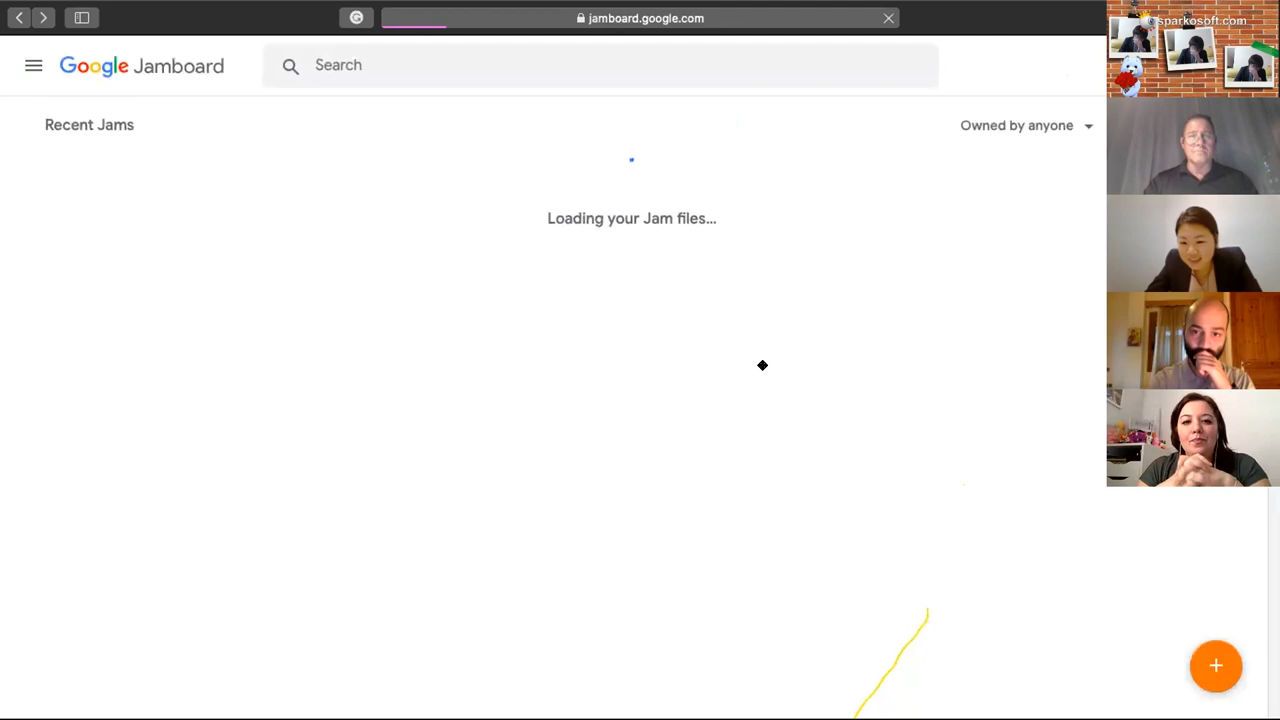 jamboard.google.com
sparkosoft.com
Google Jamboard
Search
Recent Jams
Owned by anyone
Loading your Jam files...